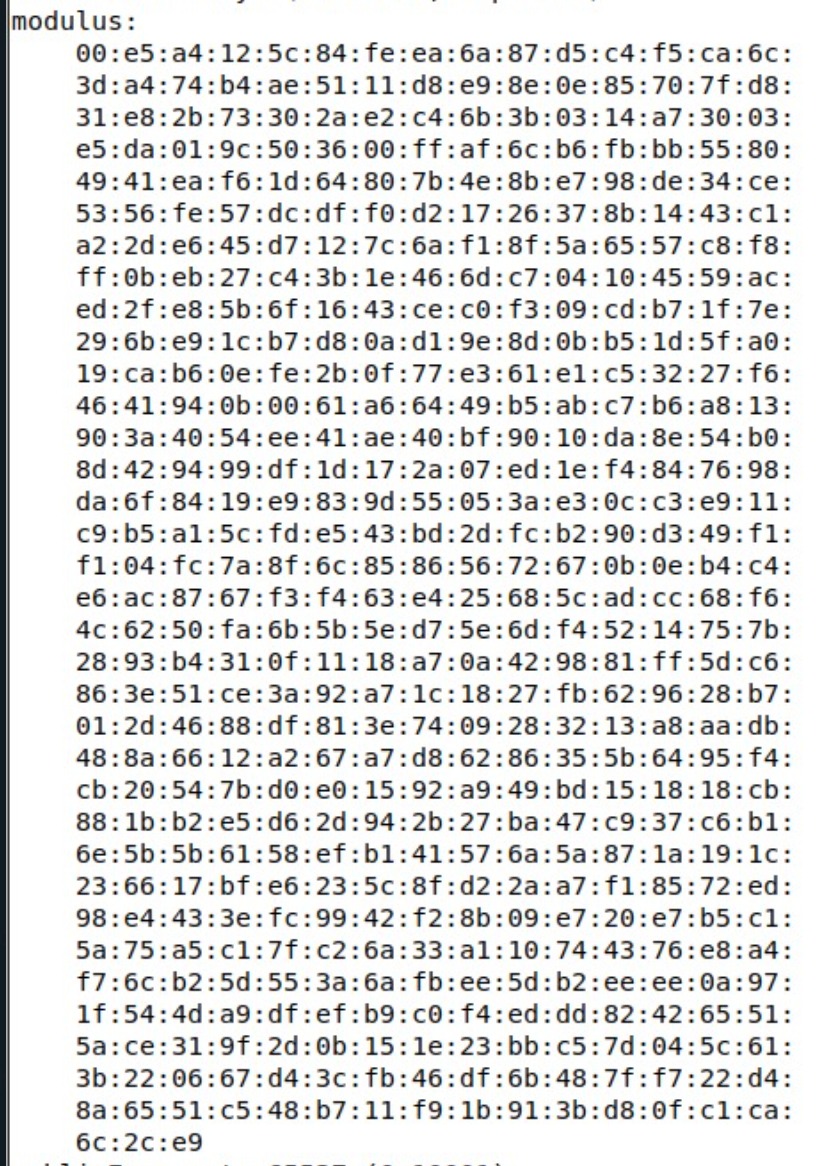 modulus:
00:e5:a4:12:5c:84:fe:ea:6a:87:d5:c4:f5:ca:6c:
3d:a4:74:b4:ae:51:11:d8:e9:8e:0e:85:70:7f:d8:
31:e8:2b:73:30:2a:e2:c4:6b:3b:03:14:a7:30:03:
e5:da:01:9c:50:36:00:ff:af:6c:b6:fb:bb:55:80:
49:41:ea:f6:1d:64:80:7b:4e:8b:e7:98:de:34:ce:
53:56:fe:57:dc:df:f0:d2:17:26:37:8b:14:43:c1:
a2:2d:e6:45:d7:12:7c:6a:f1:8f:5a:65:57:c8:f8:
ff:0b:eb:27:c4:3b:1e:46:6d:c7:04:10:45:59:ac:
ed:2f:e8:5b:6f:16:43:ce:c0:f3:09:cd:b7:1f:7e:
29:6b:e9:1c:b7:d8:0a:d1:9e:8d:0b:b5:1d:5f:a0:
19:ca:b6:0e:fe:2b:0f:77:e3:61:e1:c5:32:27:f6:
46:41:94:0b:00:61:a6:64:49:b5:ab:c7:b6:a8:13:
90:3a:40:54:ee:41:ae:40:bf:90:10:da:8e:54:b0:
8d:42:94:99:df:1d:17:2a:07:ed:1e:f4:84:76:98:
da:6f:84:19:e9:83:9d:55:05:3a:e3:0c:c3:e9:11:
c9:b5:a1:5c:fd:e5:43:bd:2d:fc:b2:90:d3:49:f1:
f1:04:fc:7a:8f:6c:85:86:56:72:67:0b:0e:b4:c4:
e6:ac:87:67:f3:f4:63:e4:25:68:5c:ad:cc:68:f6:
4c:62:50:fa:6b:5b:5e:d7:5e:6d:f4:52:14:75:7b:
28:93:b4:31:0f:11:18:a7:0a:42:98:81:ff:5d:c6:
86:3e:51:ce:3a:92:a7:1c:18:27:fb:62:96:28:b7:
01:2d:46:88:df:81:3e:74:09:28:32:13:a8:aa:db:
48:8a:66:12:a2:67:a7:d8:62:86:35:5b:64:95:f4:
cb:20:54:7b:d0:e0:15:92:a9:49:bd:15:18:18:cb:
88:1b:b2:e5:d6:2d:94:2b:27:ba:47:c9:37:c6:b1:
6e:5b:5b:61:58:ef:b1:41:57:6a:5a:87:1a:19:1c:
23:66:17:bf:e6:23:5c:8f:d2:2a:a7:f1:85:72:ed:
98:e4:43:3e:fc:99:42:f2:8b:09:e7:20:e7:b5:c1:
5a:75:a5:c1:7f:c2:6a:33:a1:10:74:43:76:e8:a4:
f7:6c:b2:5d:55:3a:6a:fb:ee:5d:b2:ee:ee:0a:97:
1f:54:4d:a9:df:ef:b9:c0:f4:ed:dd:82:42:65:51:
5a:ce:31:9f:2d:0b:15:1e:23:bb:c5:7d:04:5c:61:
3b:22:06:67:d4:3c:fb:46:df:6b:48:7f:f7:22:d4:
8a:65:51:c5:48:b7:11:f9:1b:91:3b:d8:0f:c1:ca:
6c:2c:e9